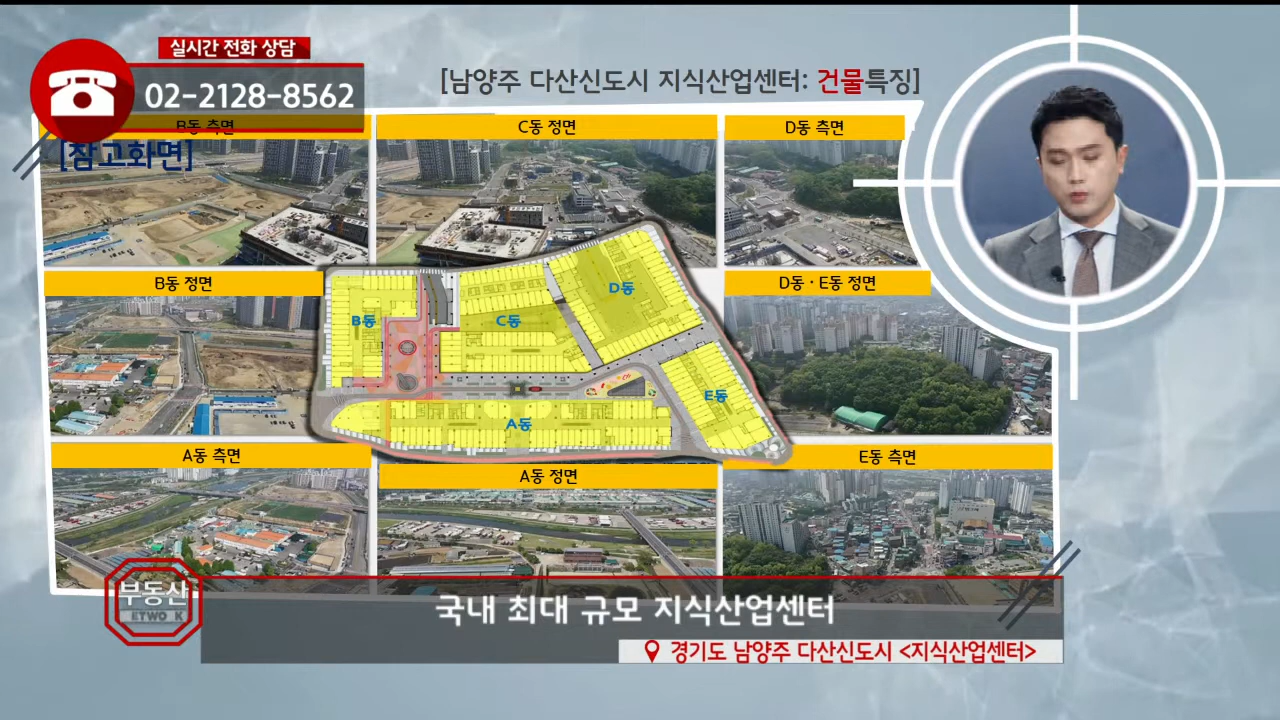 실시간 전화 상담
02-2128-8562
[남양주 다산신도시 지식산업센터: 건물특징]
B동 측면
C동 정면
D동 측면
[참고화면]
B동 정면
D동 · E동 정면
D동
B동
C동
E동
A동
A동 측면
A동 정면
E동 측면
부동산
국내 최대 규모 지식산업센터
경기도 남양주 다산신도시 <지식산업센터>